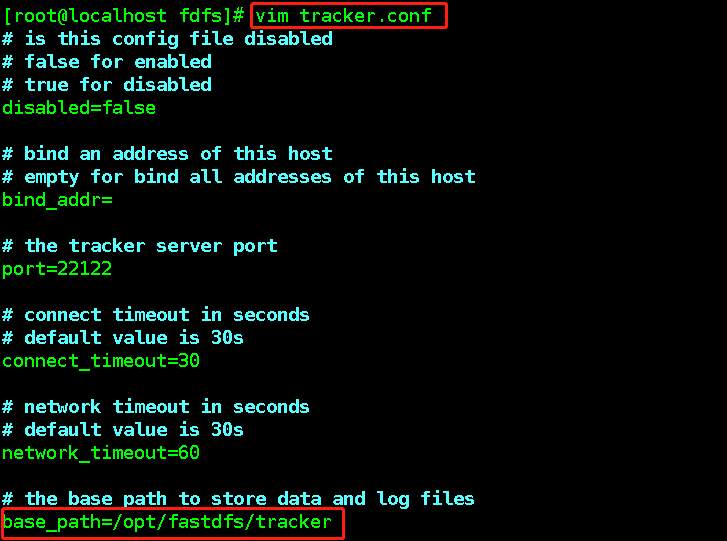 [root@localhost fdfs]# vim tracker.conf
# is this config file disabled
# false for enabled
# true for disabled
disabled=false
# bind an address of this host
# empty for bind all addresses of this host
bind_addr=
# the tracker server port
port=22122
# connect timeout in seconds
# default value is 30s
connect_timeout=30
# network timeout in seconds
# default value is 30s
network_timeout=60
# the base path to store data and log files
base_path=/opt/fastdfs/tracker